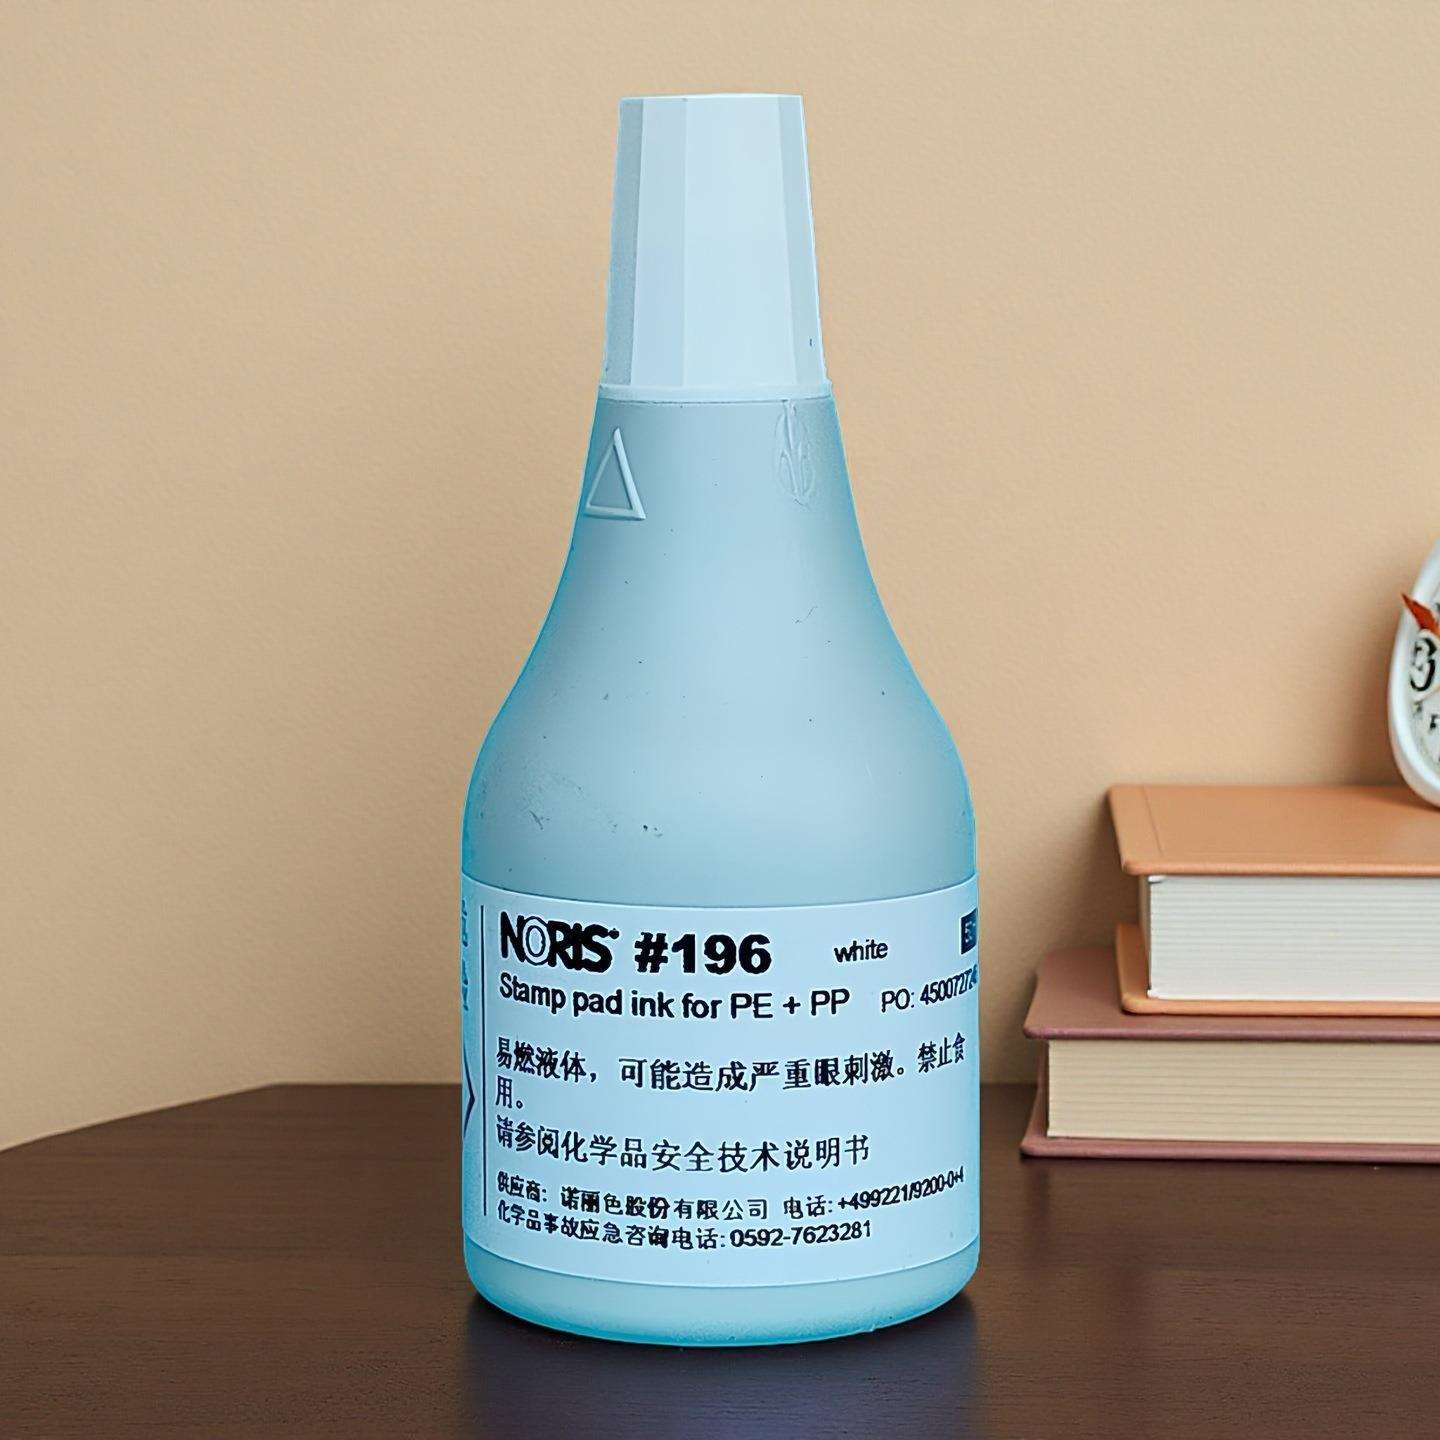 NORIS #196 white
Stamp pad ink for PE + PP PO: 45007272
易燃液体，可能造成严重眼刺激。禁止食
用。
请参阅化学品安全技术说明书
供应商：诺丽色股份有限公司 电话: +499221/9200-0+4
化学品事故应急咨询电话: 0592-7623281
3